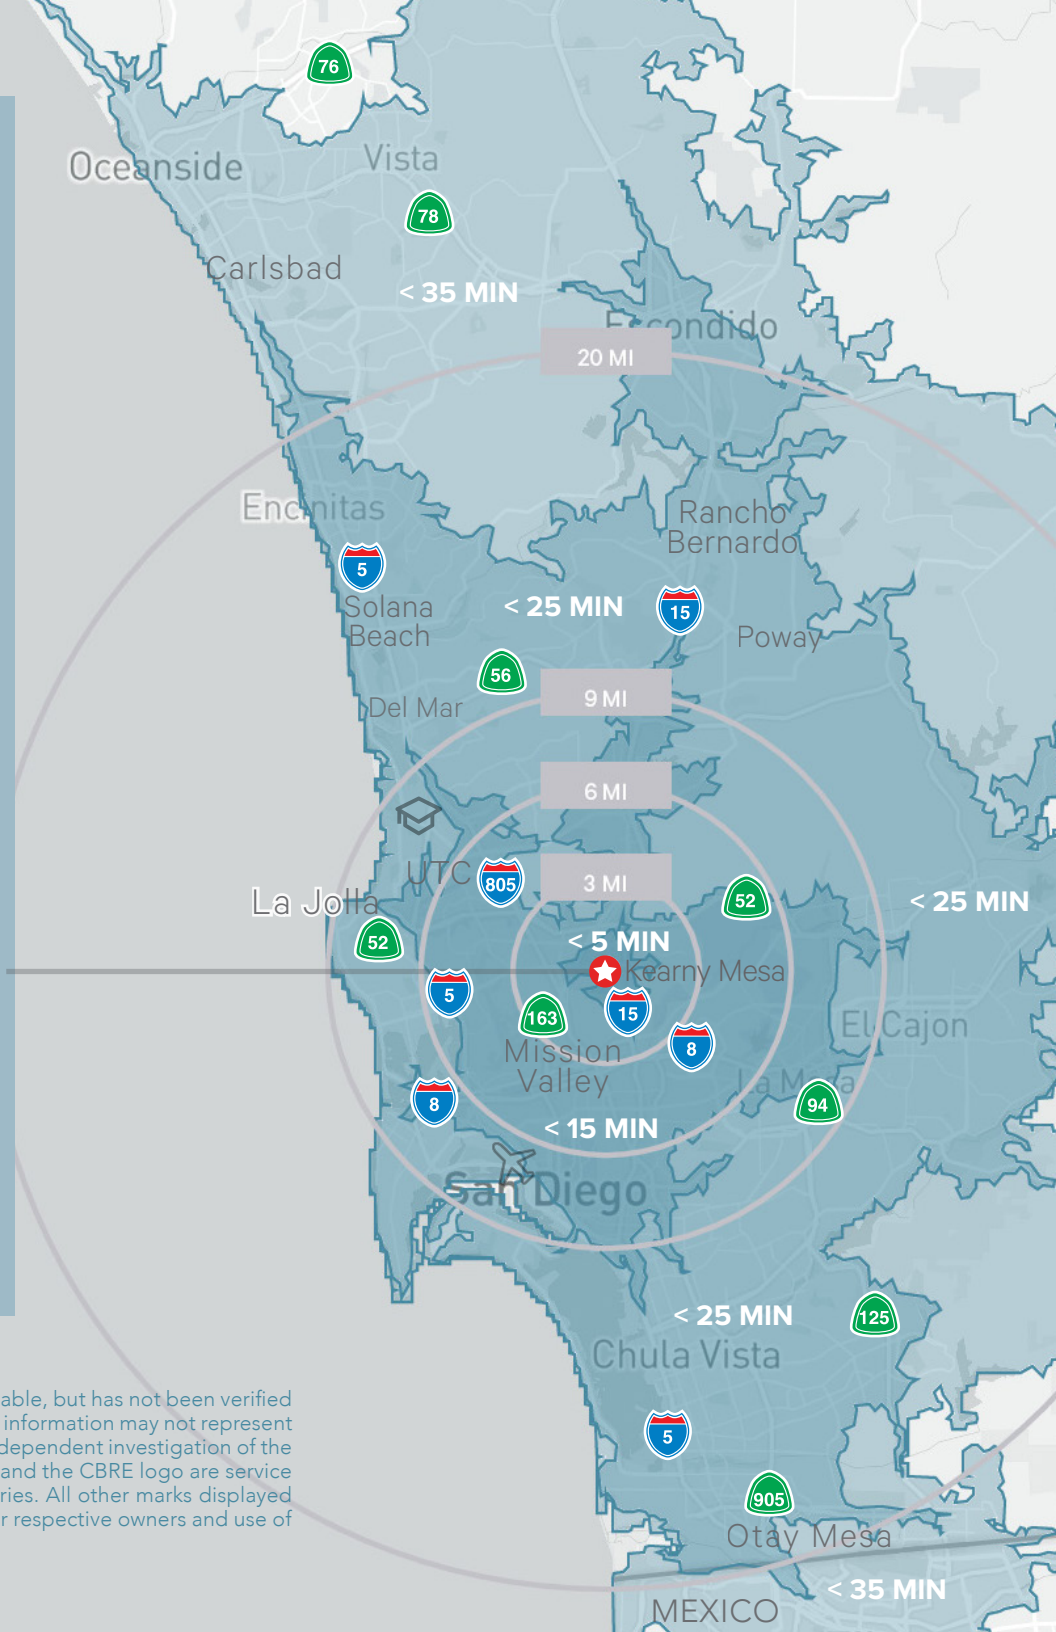 76
Oceanside
Vista
78
Carlsbad
< 35 MIN
Escondido
20 MI
Encinitas
Rancho
Bernardo
5
Solana
Beach
< 25 MIN
15
Poway
56
9 MI
Del Mar
6 MI
UTC
805
3 MI
52
La Jolla
< 25 MIN
52
< 5 MIN
Kearny Mesa
5
163
15
El Cajon
8
Mission
Valley
La Mesa
8
94
< 15 MIN
San Diego
< 25 MIN
125
Chula Vista
able, but has not been verified
information may not represent
dependent investigation of the
and the CBRE logo are service
ries. All other marks displayed
r respective owners and use of
5
905
Otay Mesa
< 35 MIN
MEXICO